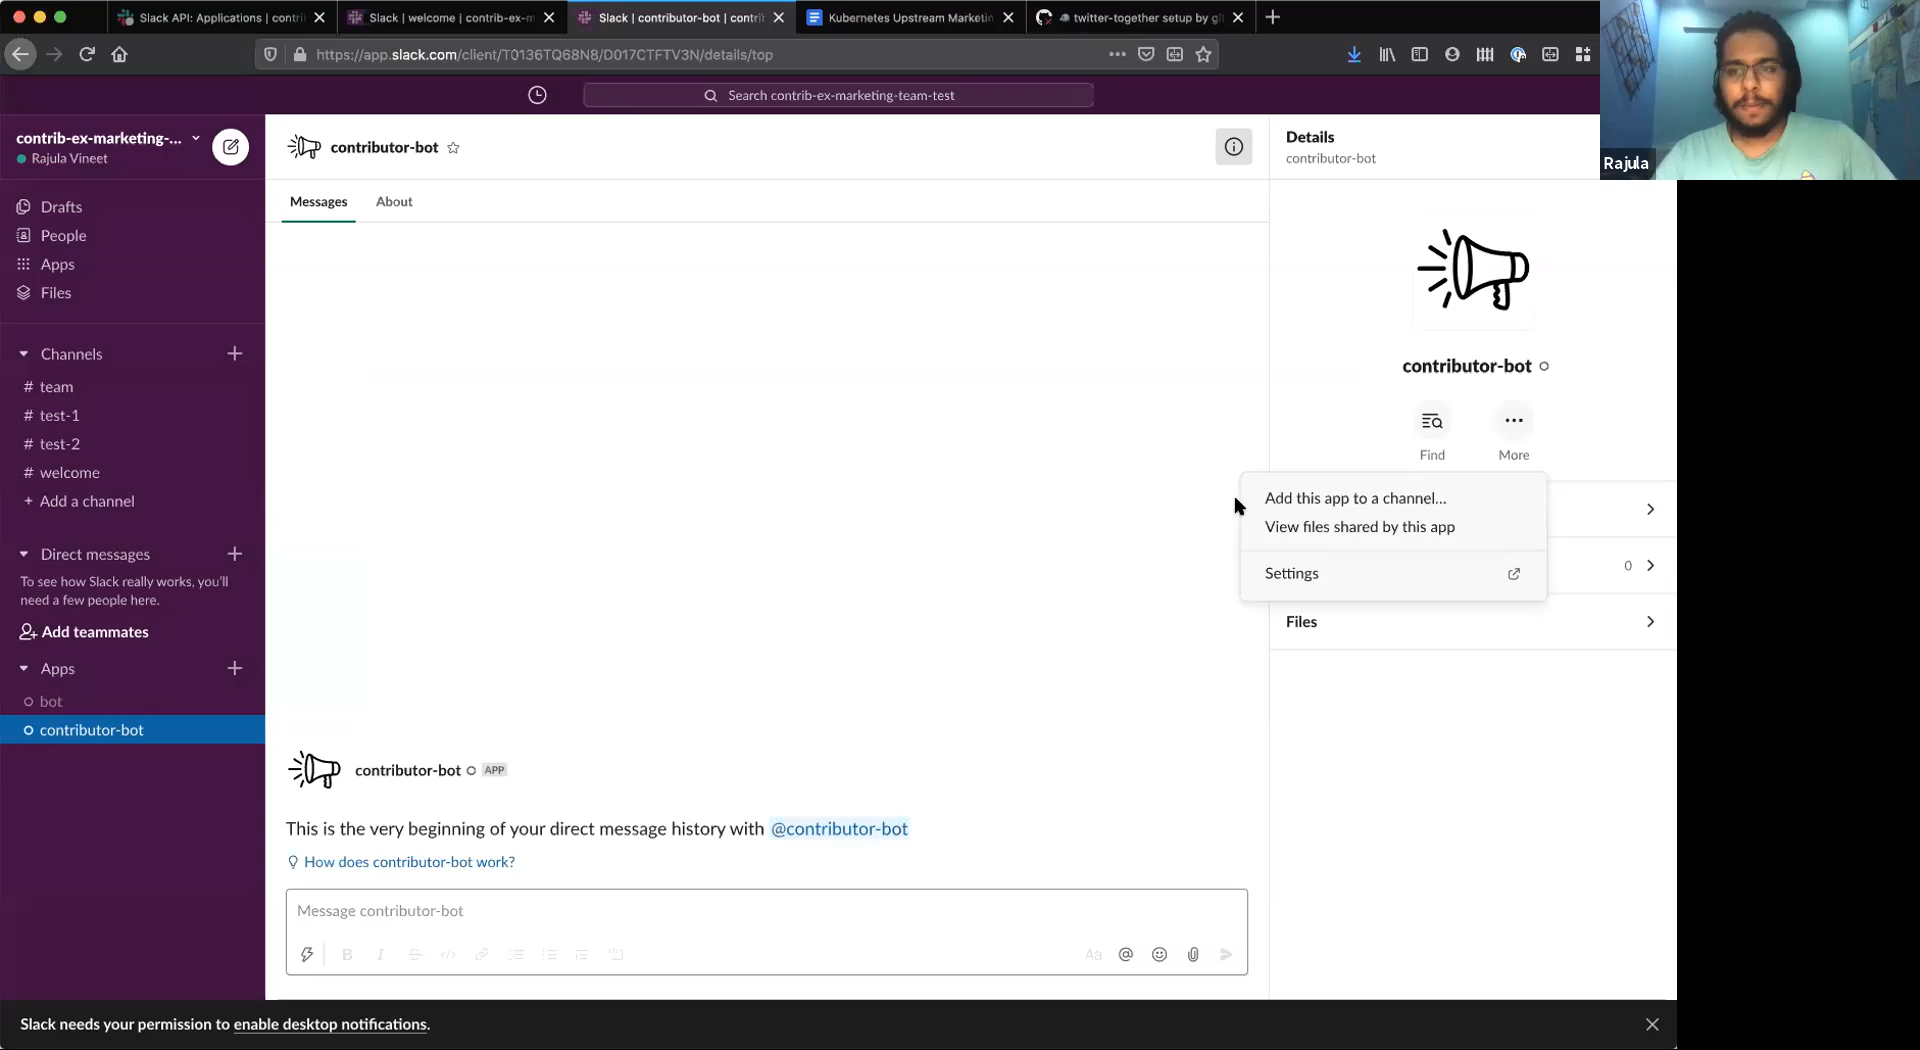 Slack API: Applications | contri
Slack | welcome | contrib-ex-m
Slack | contributor-bot | contri
Kubernetes Upstream Marketin
twitter-together setup by gi
https://app.slack.com/client/T0136TQ68N8/D017CTFTV3N/details/top
Search contrib-ex-marketing-team-test
contrib-ex-marketing-...
Rajula Vineet
Drafts
People
Apps
Files
Channels
# team
# test-1
# test-2
# welcome
+ Add a channel
Direct messages
To see how Slack really works, you'll
need a few people here.
Add teammates
Apps
bot
contributor-bot
contributor-bot
Messages
About
contributor-bot
APP
This is the very beginning of your direct message history with @contributor-bot
How does contributor-bot work?
Message contributor-bot
B
I
S
</>
Aa
@
Details
contributor-bot
contributor-bot
Find
More
Add this app to a channel...
View files shared by this app
Settings
0
Files
Rajula
Slack needs your permission to enable desktop notifications.